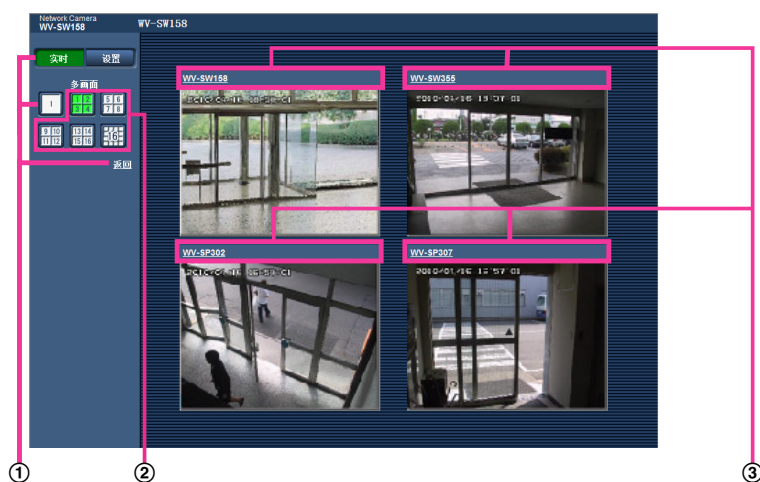 Network Camera
WV-SW158
WV-SW158
实时 设置
多画面
1
1 2
3 4
5 6
7 8
9 10
11 12
13 14
15 16
16
返回
WV-SW158
WV-SW355
WV-SP302
WV-SP307
① ② ③